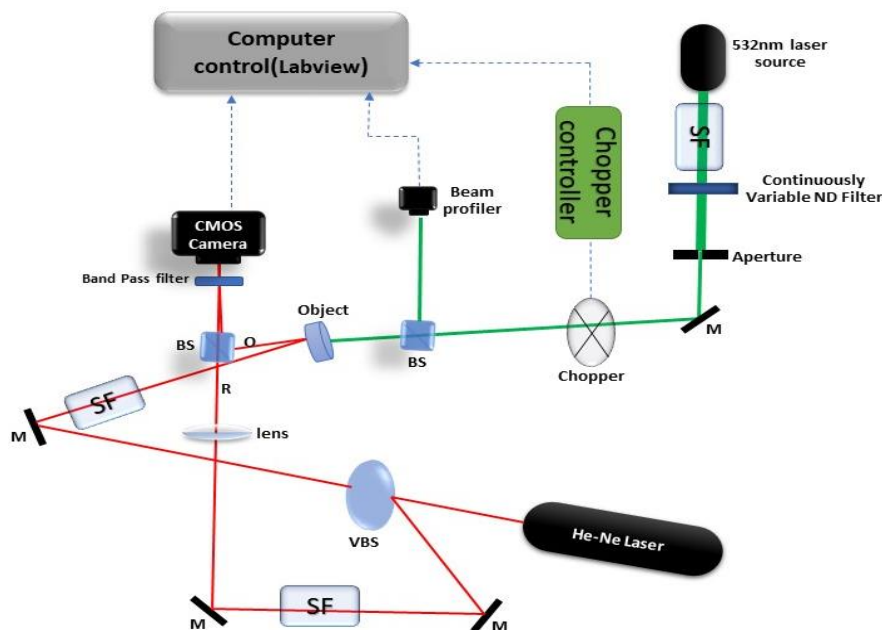 Computer
control(Labview)
532nm laser
source
SF
Continuously
Variable ND Filter
Aperture
M
Chopper
controller
Chopper
Beam
profiler
BS
CMOS
Camera
Band Pass filter
Object
BS
O
R
SF
M
lens
VBS
He-Ne Laser
SF
M
M